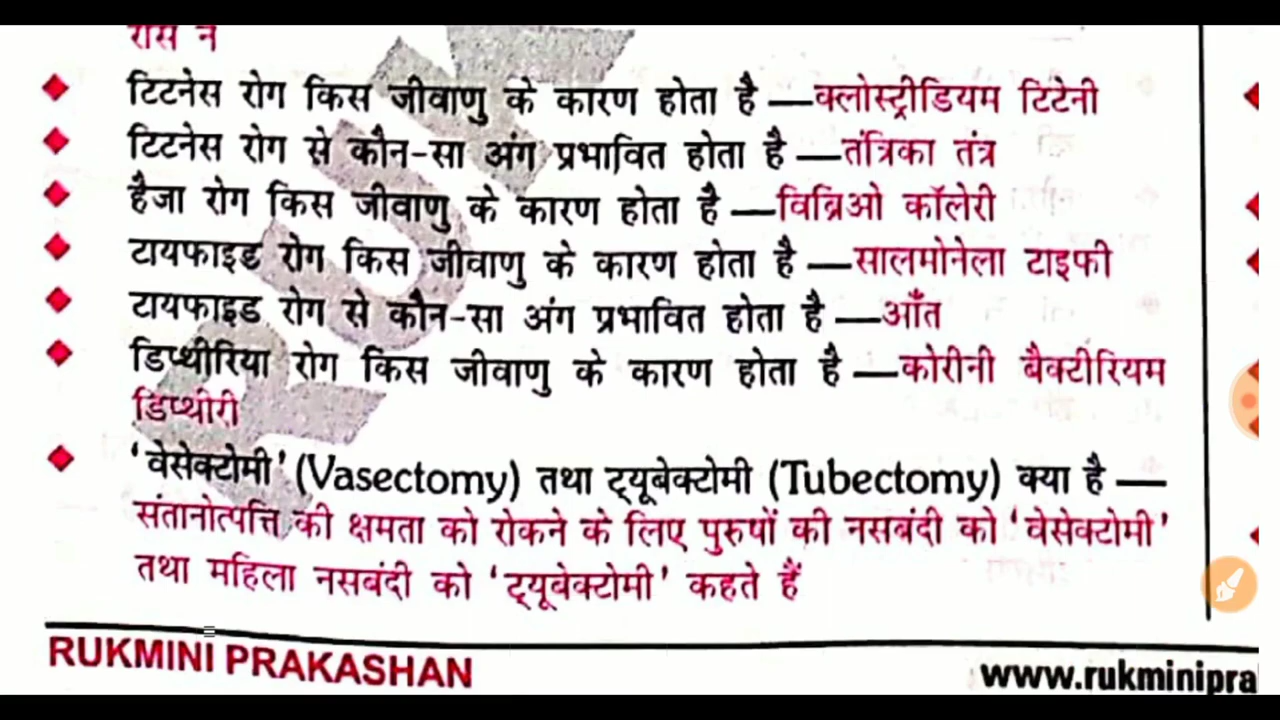 रॉस ने
◆ टिटनेस रोग किस जीवाणु के कारण होता है —क्लोस्ट्रीडियम टिटेनी
◆ टिटनेस रोग से कौन-सा अंग प्रभावित होता है —तंत्रिका तंत्र
◆ हैजा रोग किस जीवाणु के कारण होता है —विब्रिओ कॉलेरी
◆ टायफाइड रोग किस जीवाणु के कारण होता है —सालमोनेला टाइफी
◆ टायफाइड रोग से कौन-सा अंग प्रभावित होता है —आँत
◆ डिप्थीरिया रोग किस जीवाणु के कारण होता है —कोरीनी बैक्टीरियम
डिप्थीरी
◆ 'वेसेक्टोमी' (Vasectomy) तथा ट्यूबेक्टोमी (Tubectomy) क्या है —
संतानोत्पत्ति की क्षमता को रोकने के लिए पुरुषों की नसबंदी को 'वेसेक्टोमी'
तथा महिला नसबंदी को 'ट्यूबेक्टोमी' कहते हैं
RUKMINI PRAKASHAN
www.rukminipra